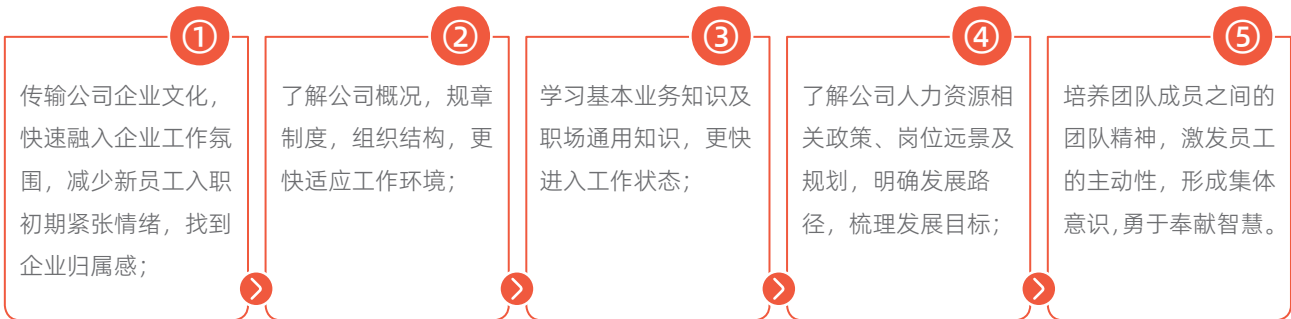 ①
传输公司企业文化，
快速融入企业工作氛
围，减少新员工入职
初期紧张情绪，找到
企业归属感；
②
了解公司概况，规章
制度，组织结构，更
快适应工作环境；
③
学习基本业务知识及
职场通用知识，更快
进入工作状态；
④
了解公司人力资源相
关政策、岗位远景及
规划，明确发展路
径，梳理发展目标；
⑤
培养团队成员之间的
团队精神，激发员工
的主动性，形成集体
意识，勇于奉献智慧。